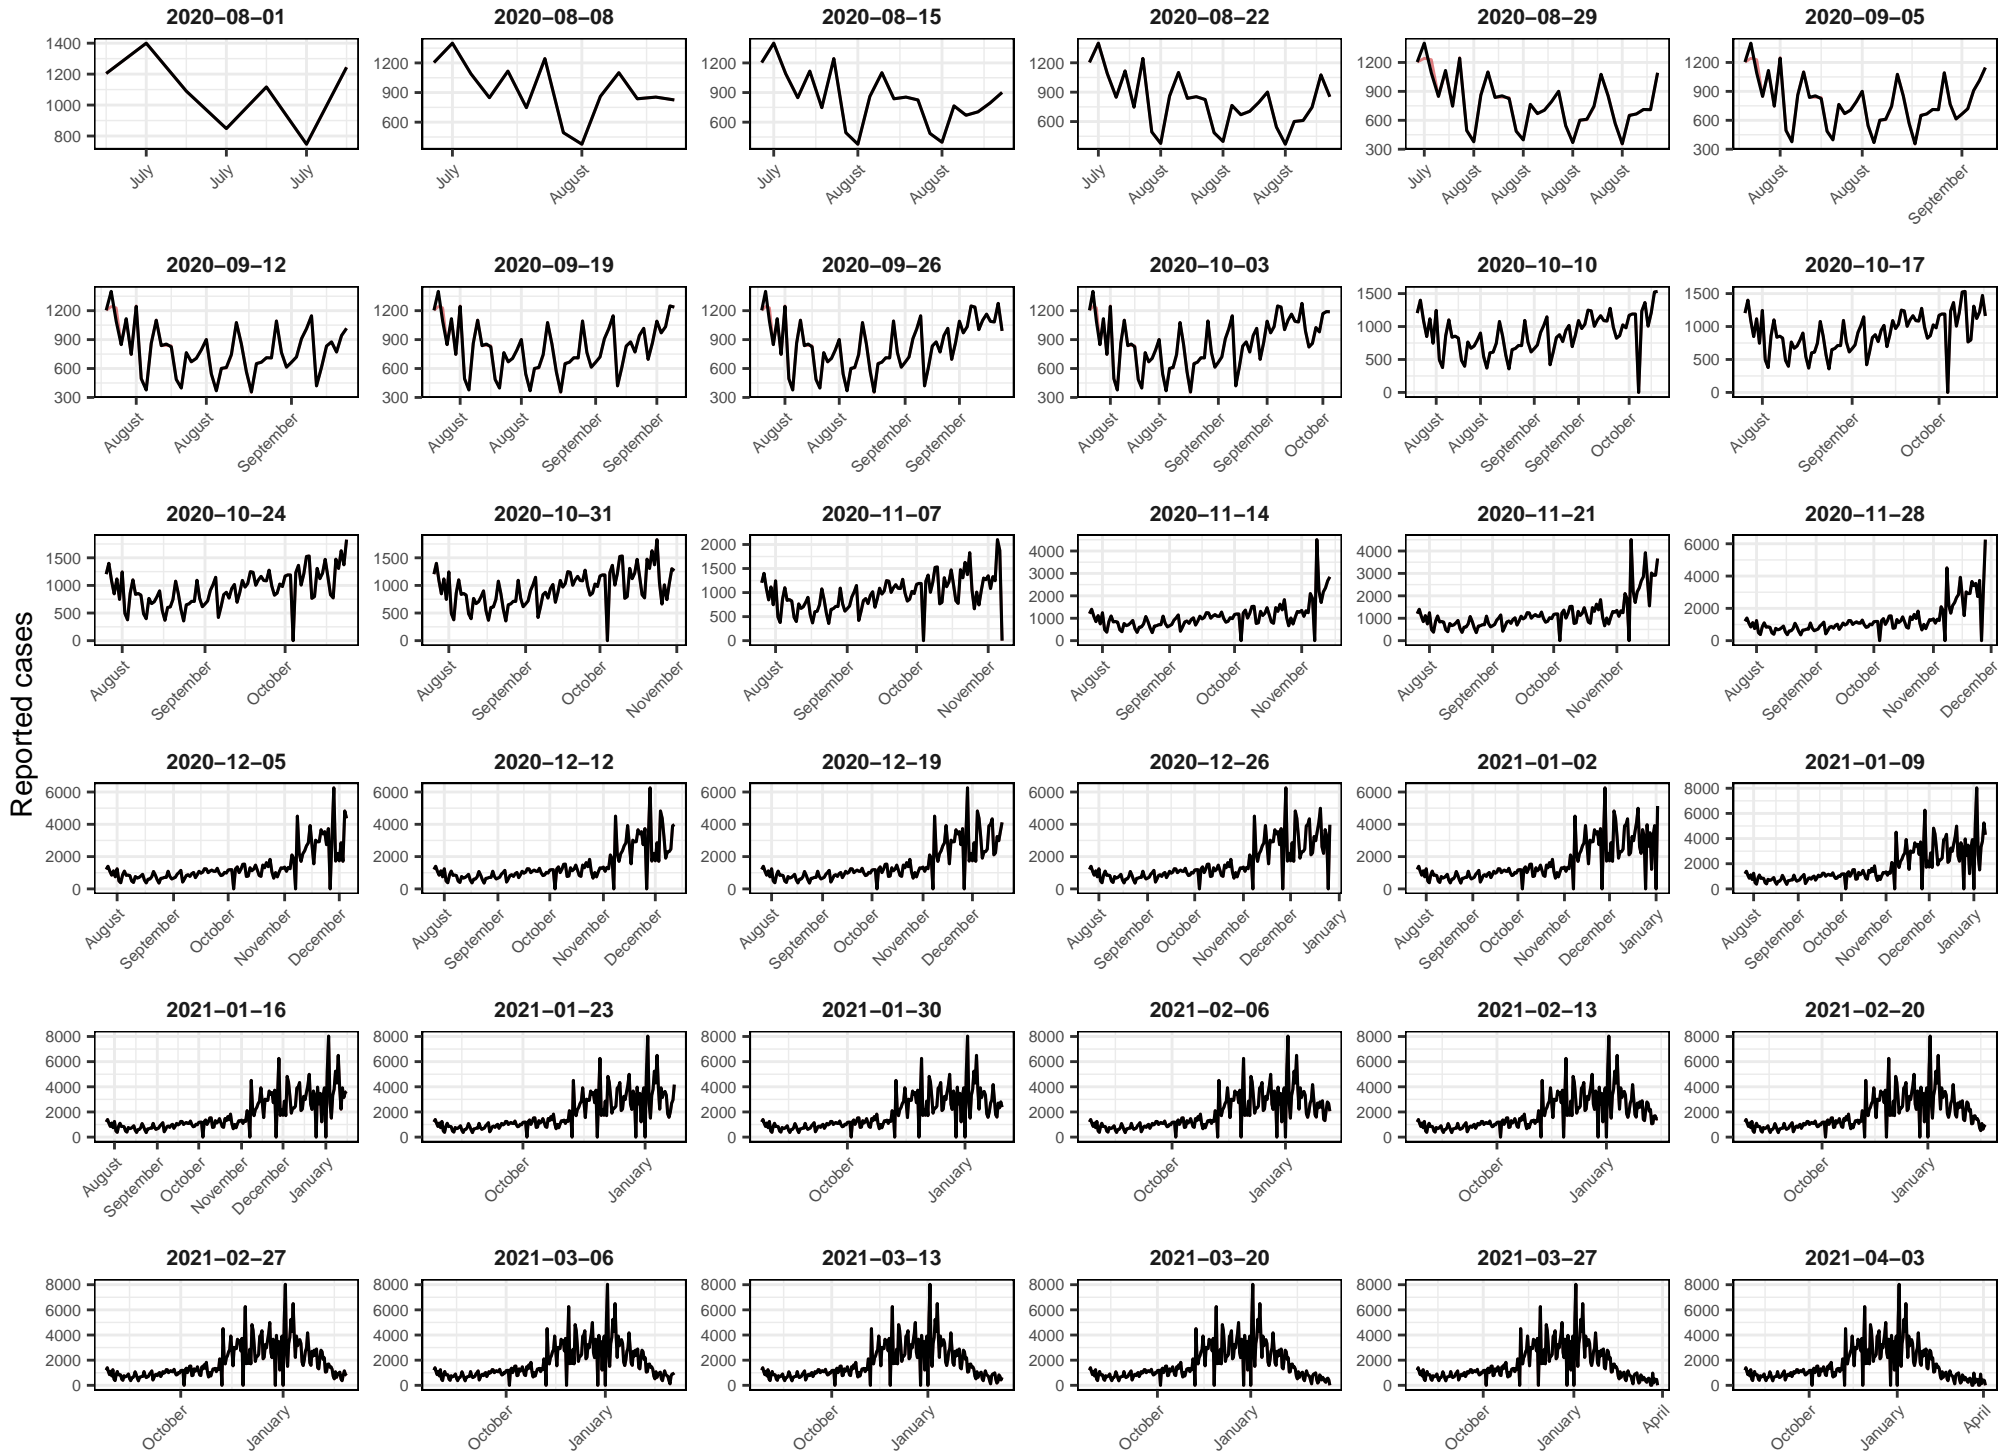 2020−08−01 2020−08−08 2020−08−15 2020−08−22 2020−08−29 2020−09−05
1400 1200 1000 800 July July July
1200 900 600 July August
1200 900 600 July August August
1200 900 600 July August August August
1200 900 600 300 July August August August August
1200 900 600 300 August August September
2020−09−12 2020−09−19 2020−09−26 2020−10−03 2020−10−10 2020−10−17
1200 900 600 300 August August September
1200 900 600 300 August August September September
1200 900 600 300 August August September September
1200 900 600 300 August August September September October
1500 1000 500 0 August August September September October
1500 1000 500 0 August September October
Reported cases
2020−10−24 2020−10−31 2020−11−07 2020−11−14 2020−11−21 2020−11−28
1500 1000 500 0 August September October
1500 1000 500 0 August September October November
2000 1500 1000 500 0 August September October November
4000 3000 2000 1000 0 August September October November
4000 3000 2000 1000 0 August September October November
6000 4000 2000 0 August September October November December
2020−12−05 2020−12−12 2020−12−19 2020−12−26 2021−01−02 2021−01−09
6000 4000 2000 0 August September October November December
6000 4000 2000 0 August September October November December
6000 4000 2000 0 August September October November December
6000 4000 2000 0 August September October November December January
6000 4000 2000 0 August September October November December January
8000 6000 4000 2000 0 August September October November December January
2021−01−16 2021−01−23 2021−01−30 2021−02−06 2021−02−13 2021−02−20
8000 6000 4000 2000 0 August September October November December January
8000 6000 4000 2000 0 October January
8000 6000 4000 2000 0 October January
8000 6000 4000 2000 0 October January
8000 6000 4000 2000 0 October January
8000 6000 4000 2000 0 October January
2021−02−27 2021−03−06 2021−03−13 2021−03−20 2021−03−27 2021−04−03
8000 6000 4000 2000 0 October January
8000 6000 4000 2000 0 October January
8000 6000 4000 2000 0 October January
8000 6000 4000 2000 0 October January
8000 6000 4000 2000 0 October January April
8000 6000 4000 2000 0 October January April